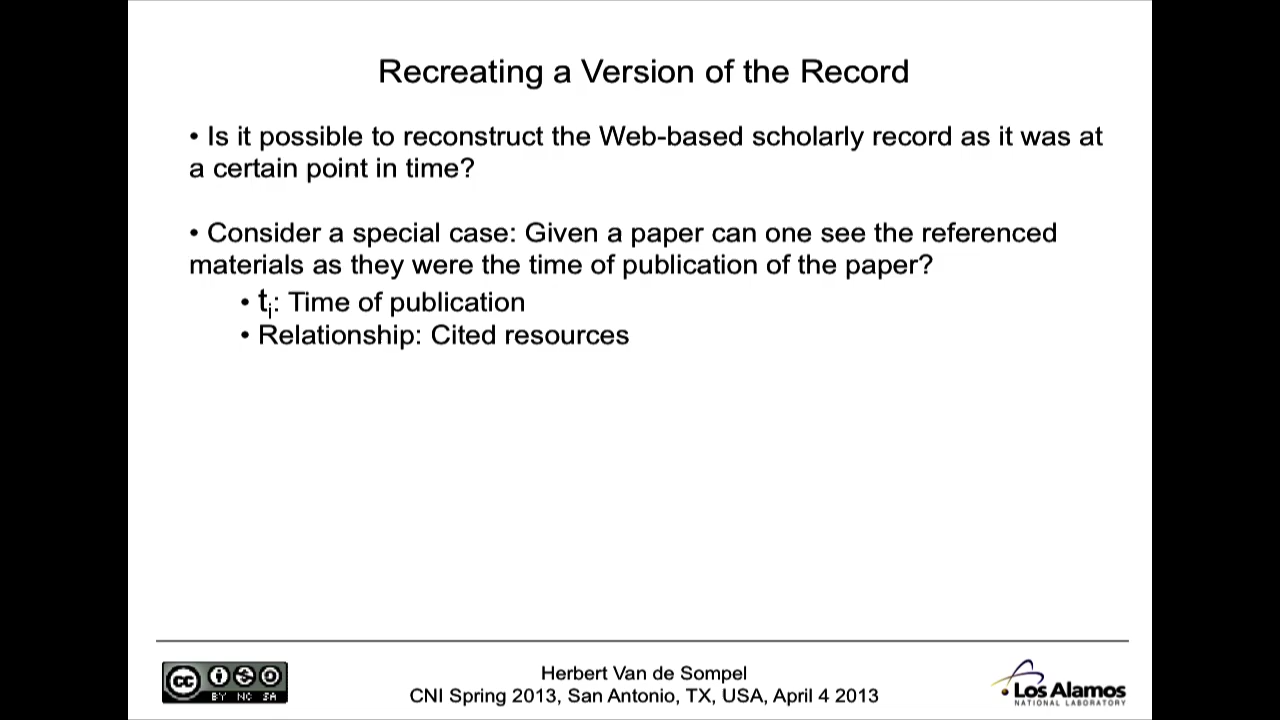 Recreating a Version of the Record
• Is it possible to reconstruct the Web-based scholarly record as it was at
a certain point in time?
• Consider a special case: Given a paper can one see the referenced
materials as they were the time of publication of the paper?
• ti: Time of publication
• Relationship: Cited resources
cc BY NC SA
Herbert Van de Sompel
CNI Spring 2013, San Antonio, TX, USA, April 4 2013
Los Alamos
NATIONAL LABORATORY